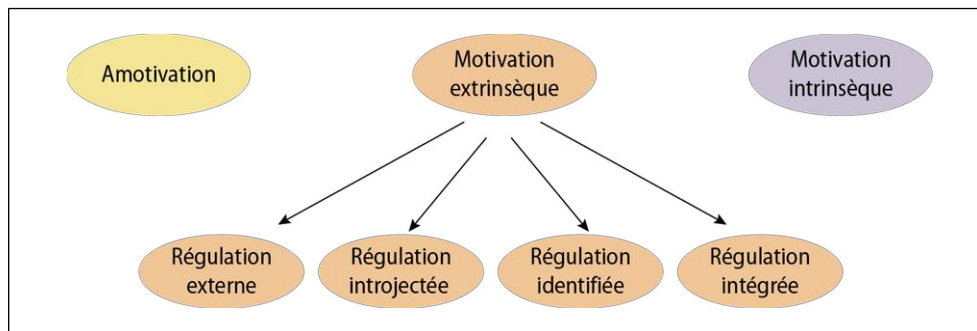 Amotivation
Motivation
extrinsèque
Motivation
intrinsèque
Régulation
externe
Régulation
introjectée
Régulation
identifiée
Régulation
intégrée